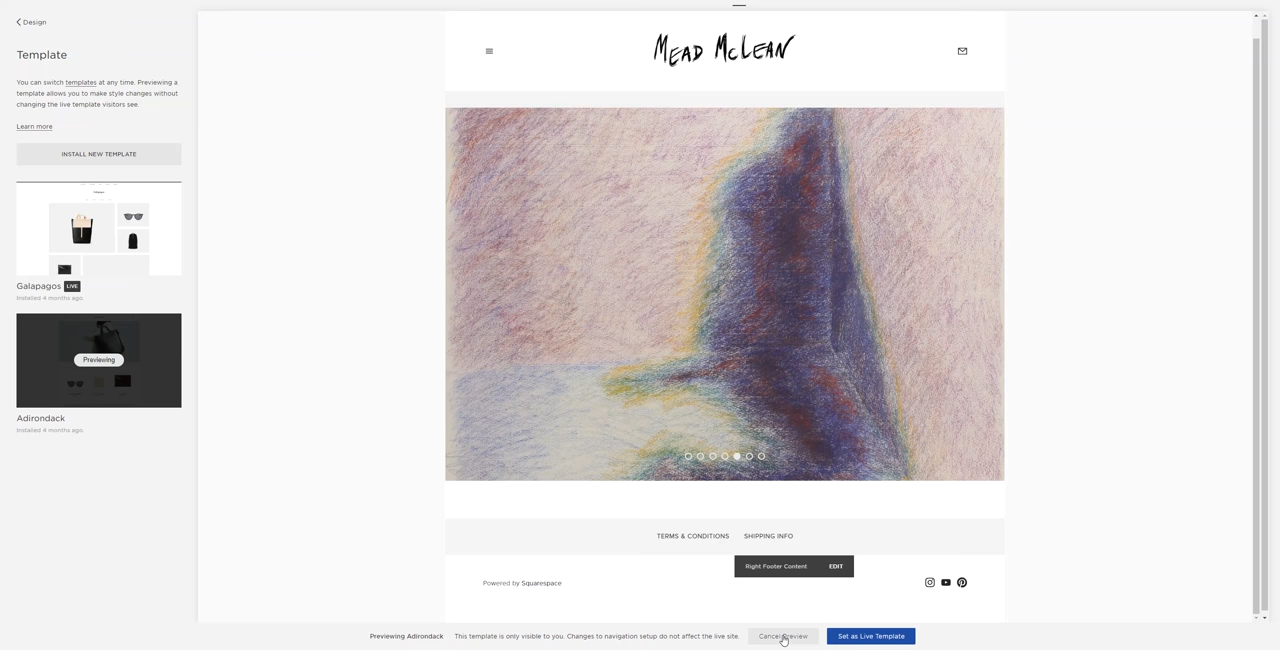 Design
Template
You can switch templates at any time. Previewing a
template allows you to make style changes without
changing the live template visitors see.
Learn more
INSTALL NEW TEMPLATE
Galapagos LIVE
Installed 4 months ago.
Previewing
Adirondack
Installed 4 months ago.
MEAD MCLEAN
TERMS & CONDITIONS SHIPPING INFO
Right Footer Content EDIT
Powered by Squarespace
Previewing Adirondack This template is only visible to you. Changes to navigation setup do not affect the live site. Cancel Preview Set as Live Template